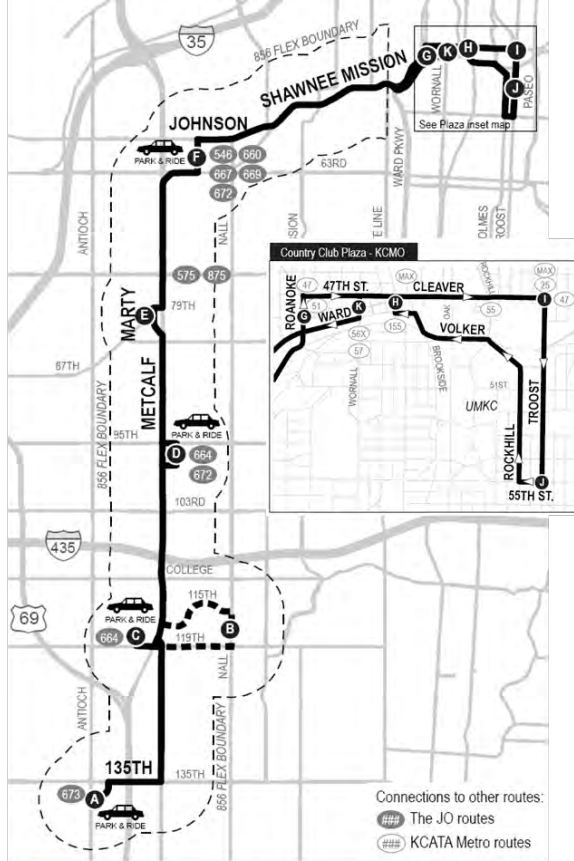 35
856 FLEX BOUNDARY
SHAWNEE MISSION
G
K
H
I
J
WORNALL
PASEO
See Plaza inset map
JOHNSON
PARK & RIDE
F
546
660
667
669
672
63RD
WARD PKWY
ANTIOCH
NALL
575
875
79TH
MARTY
E
METCALF
95TH
856 FLEX BOUNDARY
PARK & RIDE
D
664
672
103RD
435
COLLEGE
69
PARK & RIDE
115TH
B
664
C
119TH
NALL
ANTIOCH
856 FLEX BOUNDARY
135TH
135TH
673
A
PARK & RIDE
Country Club Plaza - KCMO
47
47TH ST.
MAX
CLEAVER
ROCKHILL
MAX
25
ROANOKE
51
G
WARD
K
H
OAK
55
I
47
56X
155
VOLKER
57
WORNALL
BROOKSIDE
51ST
UMKC
ROCKHILL
TROOST
J
55TH ST.
Connections to other routes:
### The JO routes
### KCATA Metro routes